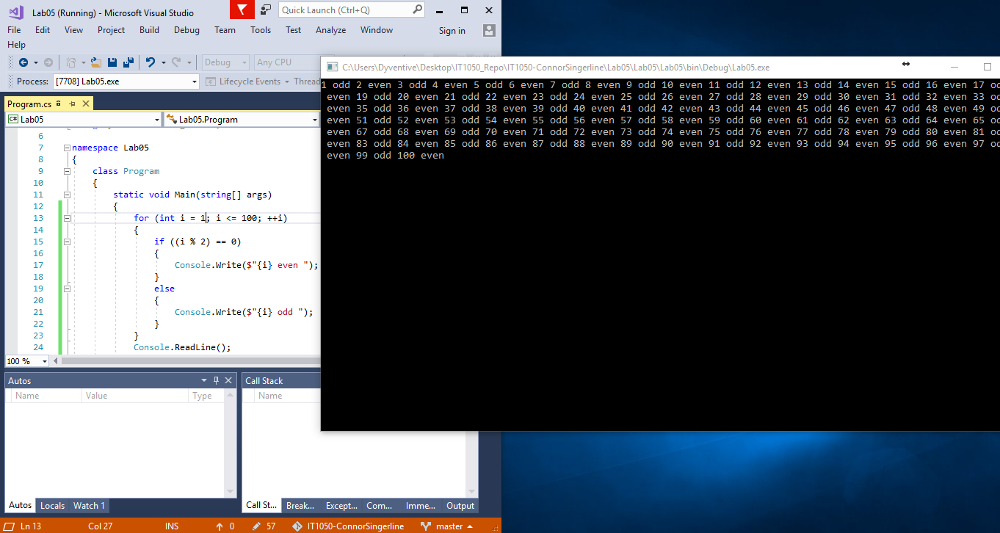 Lab05 (Running) - Microsoft Visual Studio
Quick Launch (Ctrl+Q)
File Edit View Project Build Debug Team Tools Test Analyze Window Sign in
Help
Debug Any CPU
Process: [7708] Lab05.exe Lifecycle Events Thread
Program.cs
C# Lab05 Lab05.Program
6
7 namespace Lab05
8 {
9 class Program
10 {
11 static void Main(string[] args)
12 {
13 for (int i = 1; i <= 100; ++i)
14 {
15 if ((i % 2) == 0)
16 {
17 Console.Write($"{i} even ");
18 }
19 else
20 {
21 Console.Write($"{i} odd ");
22 }
23 }
24 Console.ReadLine();
100 %
Autos
Name Value Type
Call Stack
Name
Autos Locals Watch 1
Call St... Break... Except... Com... Imme... Output
Ln 13 Col 27 INS 0 57 IT1050-ConnorSingerline master
C:\Users\Dyventive\Desktop\IT1050_Repo\IT1050-ConnorSingerline\Lab05\Lab05\Lab05\bin\Debug\Lab05.exe
1 odd 2 even 3 odd 4 even 5 odd 6 even 7 odd 8 even 9 odd 10 even 11 odd 12 even 13 odd 14 even 15 odd 16 even 17 o
even 19 odd 20 even 21 odd 22 even 23 odd 24 even 25 odd 26 even 27 odd 28 even 29 odd 30 even 31 odd 32 even 33 o
even 35 odd 36 even 37 odd 38 even 39 odd 40 even 41 odd 42 even 43 odd 44 even 45 odd 46 even 47 odd 48 even 49 o
even 51 odd 52 even 53 odd 54 even 55 odd 56 even 57 odd 58 even 59 odd 60 even 61 odd 62 even 63 odd 64 even 65 o
even 67 odd 68 even 69 odd 70 even 71 odd 72 even 73 odd 74 even 75 odd 76 even 77 odd 78 even 79 odd 80 even 81 o
even 83 odd 84 even 85 odd 86 even 87 odd 88 even 89 odd 90 even 91 odd 92 even 93 odd 94 even 95 odd 96 even 97 o
even 99 odd 100 even